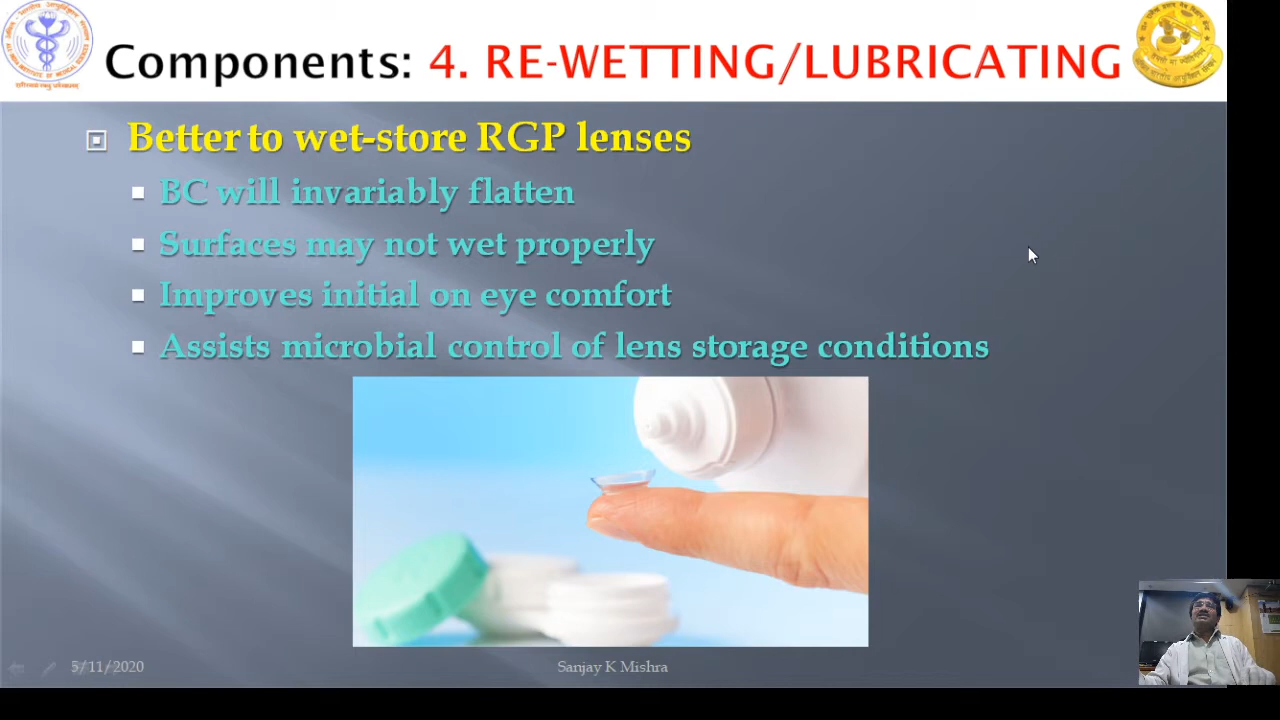 Components: 4. RE-WETTING/LUBRICATING
Better to wet-store RGP lenses
BC will invariably flatten
Surfaces may not wet properly
Improves initial on eye comfort
Assists microbial control of lens storage conditions
5/11/2020
Sanjay K Mishra